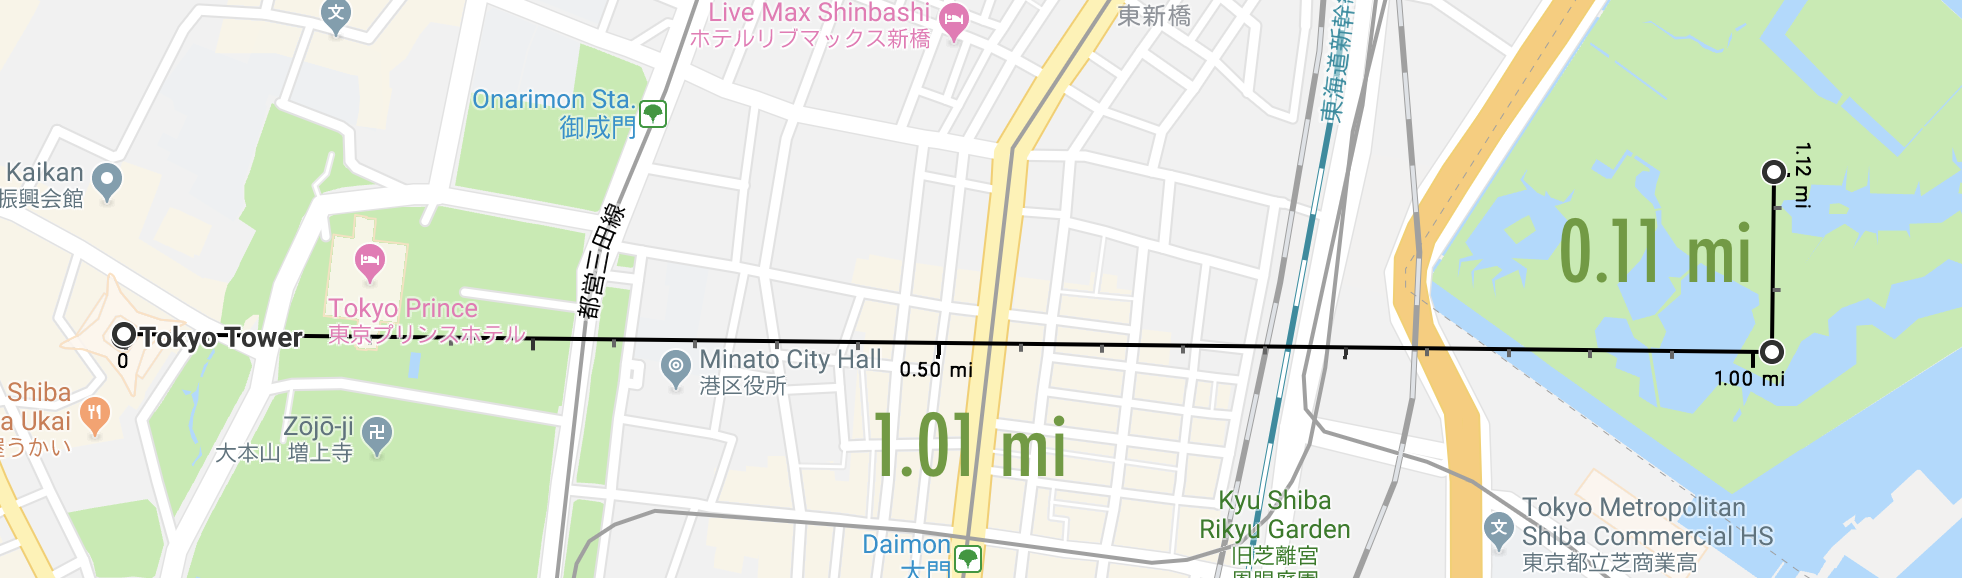 Live Max Shinbashi
ホテルリブマックス新橋
東新橋
東海道新幹線
文
Onarimon Sta.
御成門
Kaikan
振興会館
都営三田線
1.12 mi
0.11 mi
Tokyo Prince
東京プリンスホテル
Tokyo Tower
0
Minato City Hall
港区役所
0.50 mi
1.00 mi
Shiba
a Ukai
屋うかい
Zōjō-ji
大本山 増上寺
1.01 mi
Kyu Shiba
Rikyu Garden
旧芝離宮
Daimon
大門
文
Tokyo Metropolitan
Shiba Commercial HS
東京都立芝商業高